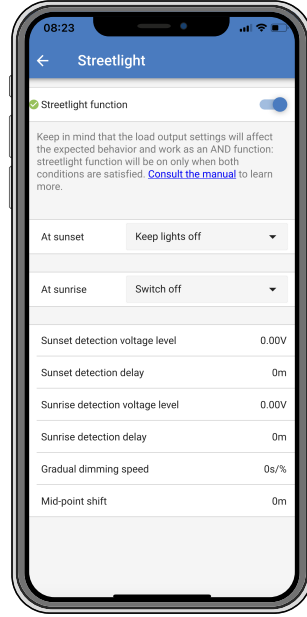 08:23
Streetlight
Streetlight function
Keep in mind that the load output settings will affect
the expected behavior and work as an AND function:
streetlight function will be on only when both
conditions are satisfied. Consult the manual to learn
more.
At sunset Keep lights off
At sunrise Switch off
Sunset detection voltage level 0.00V
Sunset detection delay 0m
Sunrise detection voltage level 0.00V
Sunrise detection delay 0m
Gradual dimming speed 0s/%
Mid-point shift 0m